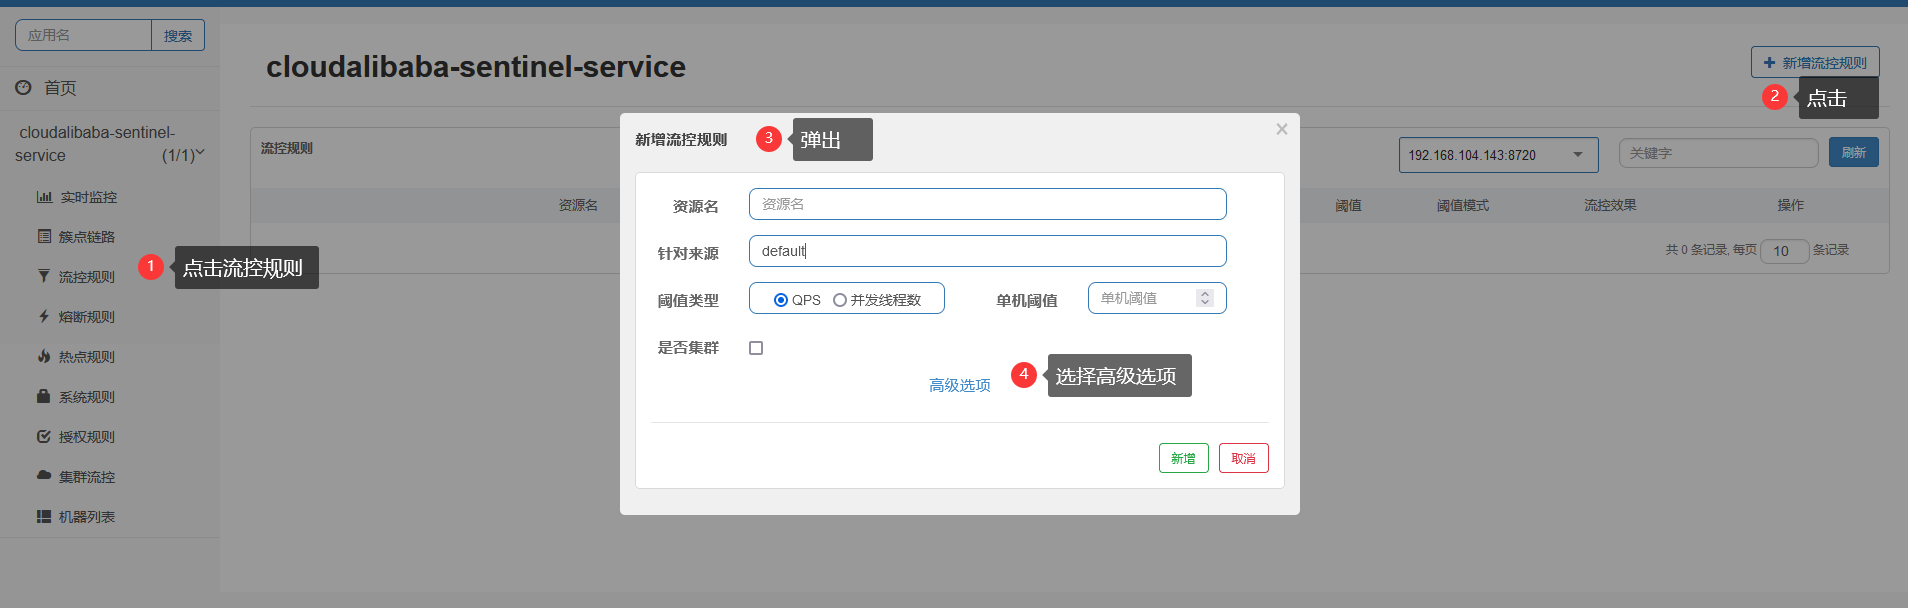 应用名 搜索
首页
cloudalibaba-sentinel-service (1/1)
实时监控
簇点链路
流控规则
熔断规则
热点规则
系统规则
授权规则
集群流控
机器列表
1 点击流控规则
cloudalibaba-sentinel-service
新增流控规则
2 点击
流控规则
192.168.104.143:8720 关键字 刷新
资源名 阈值 阈值模式 流控效果 操作
共 0 条记录, 每页 10 条记录
新增流控规则 3 弹出 ×
资源名 资源名
针对来源 default
阈值类型 QPS 并发线程数 单机阈值 单机阈值
是否集群
高级选项 4 选择高级选项
新增 取消